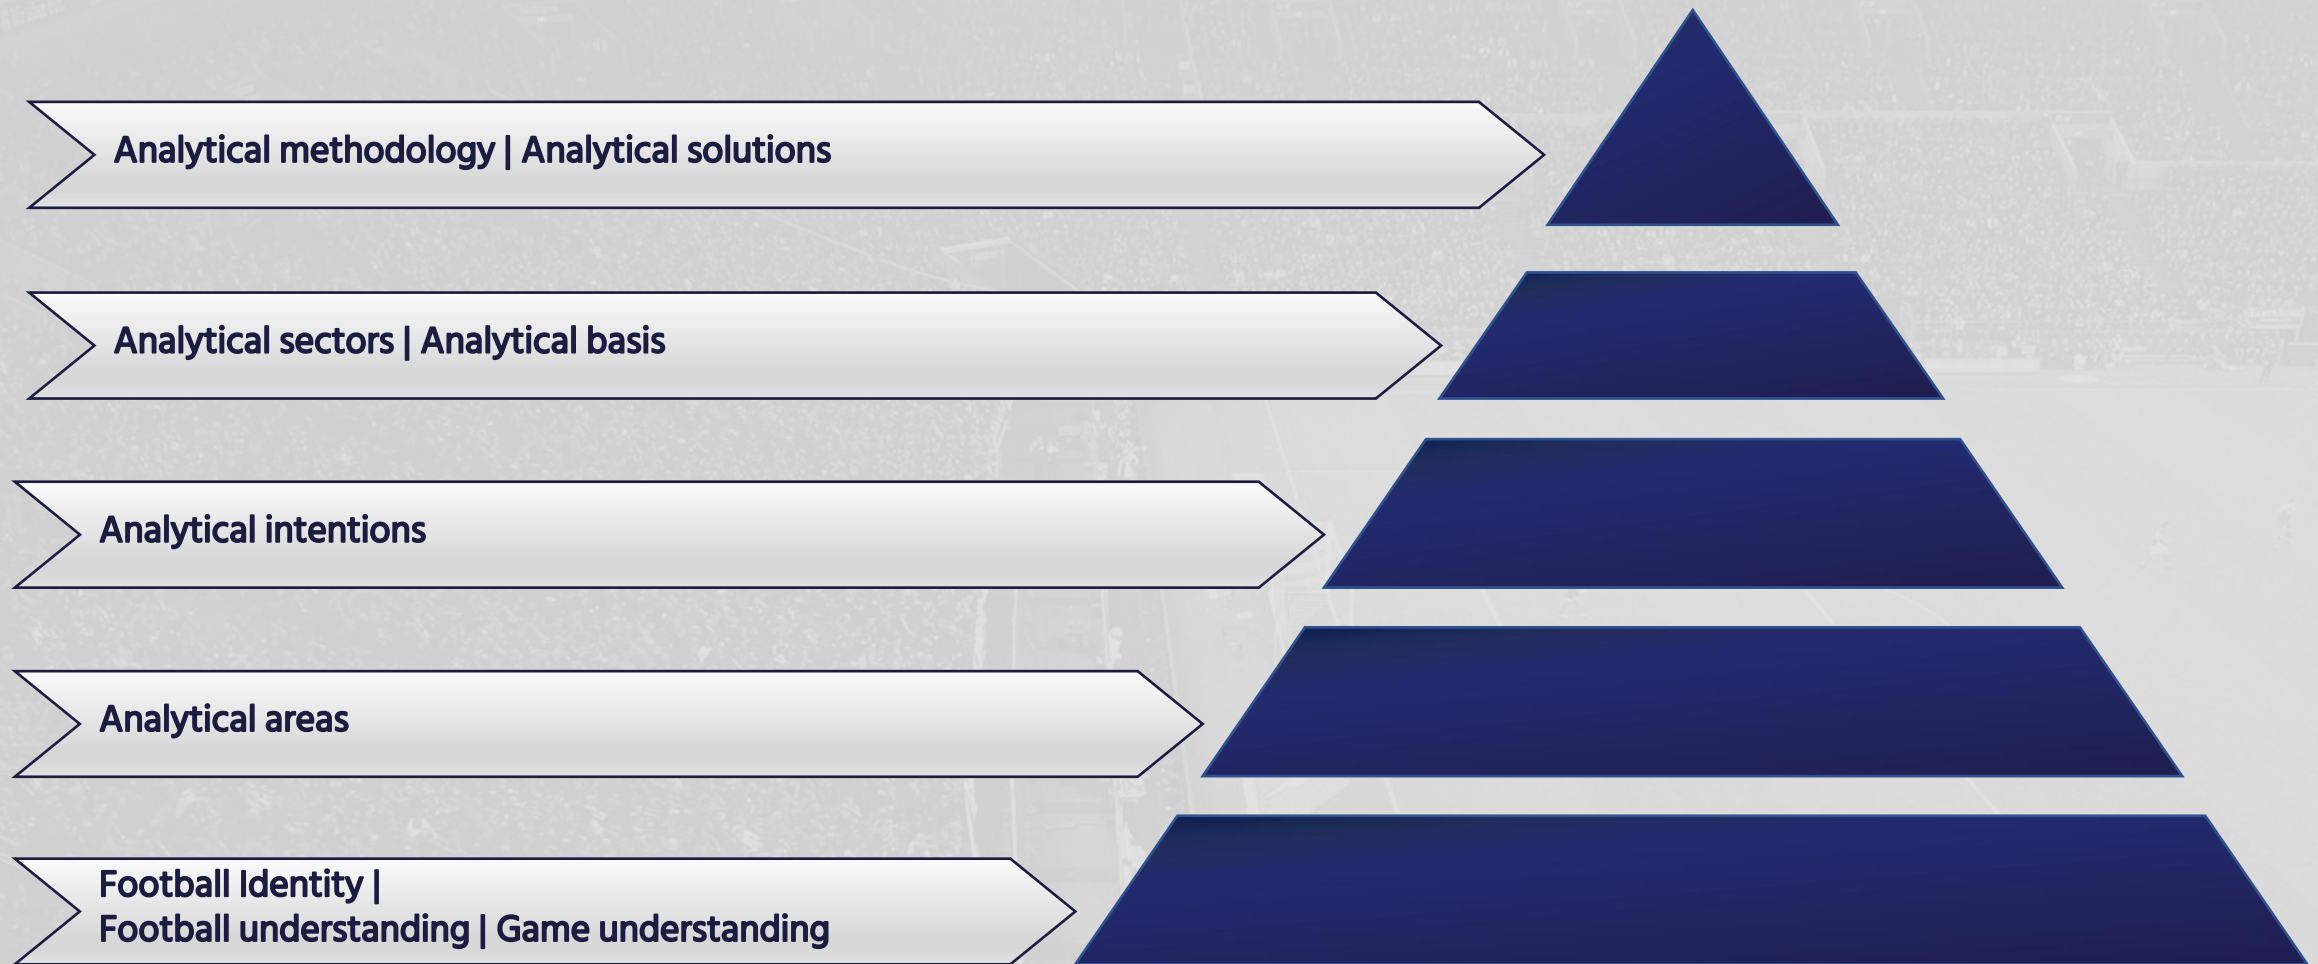 Analytical methodology | Analytical solutions
Analytical sectors | Analytical basis
Analytical intentions
Analytical areas
Football Identity |
Football understanding | Game understanding